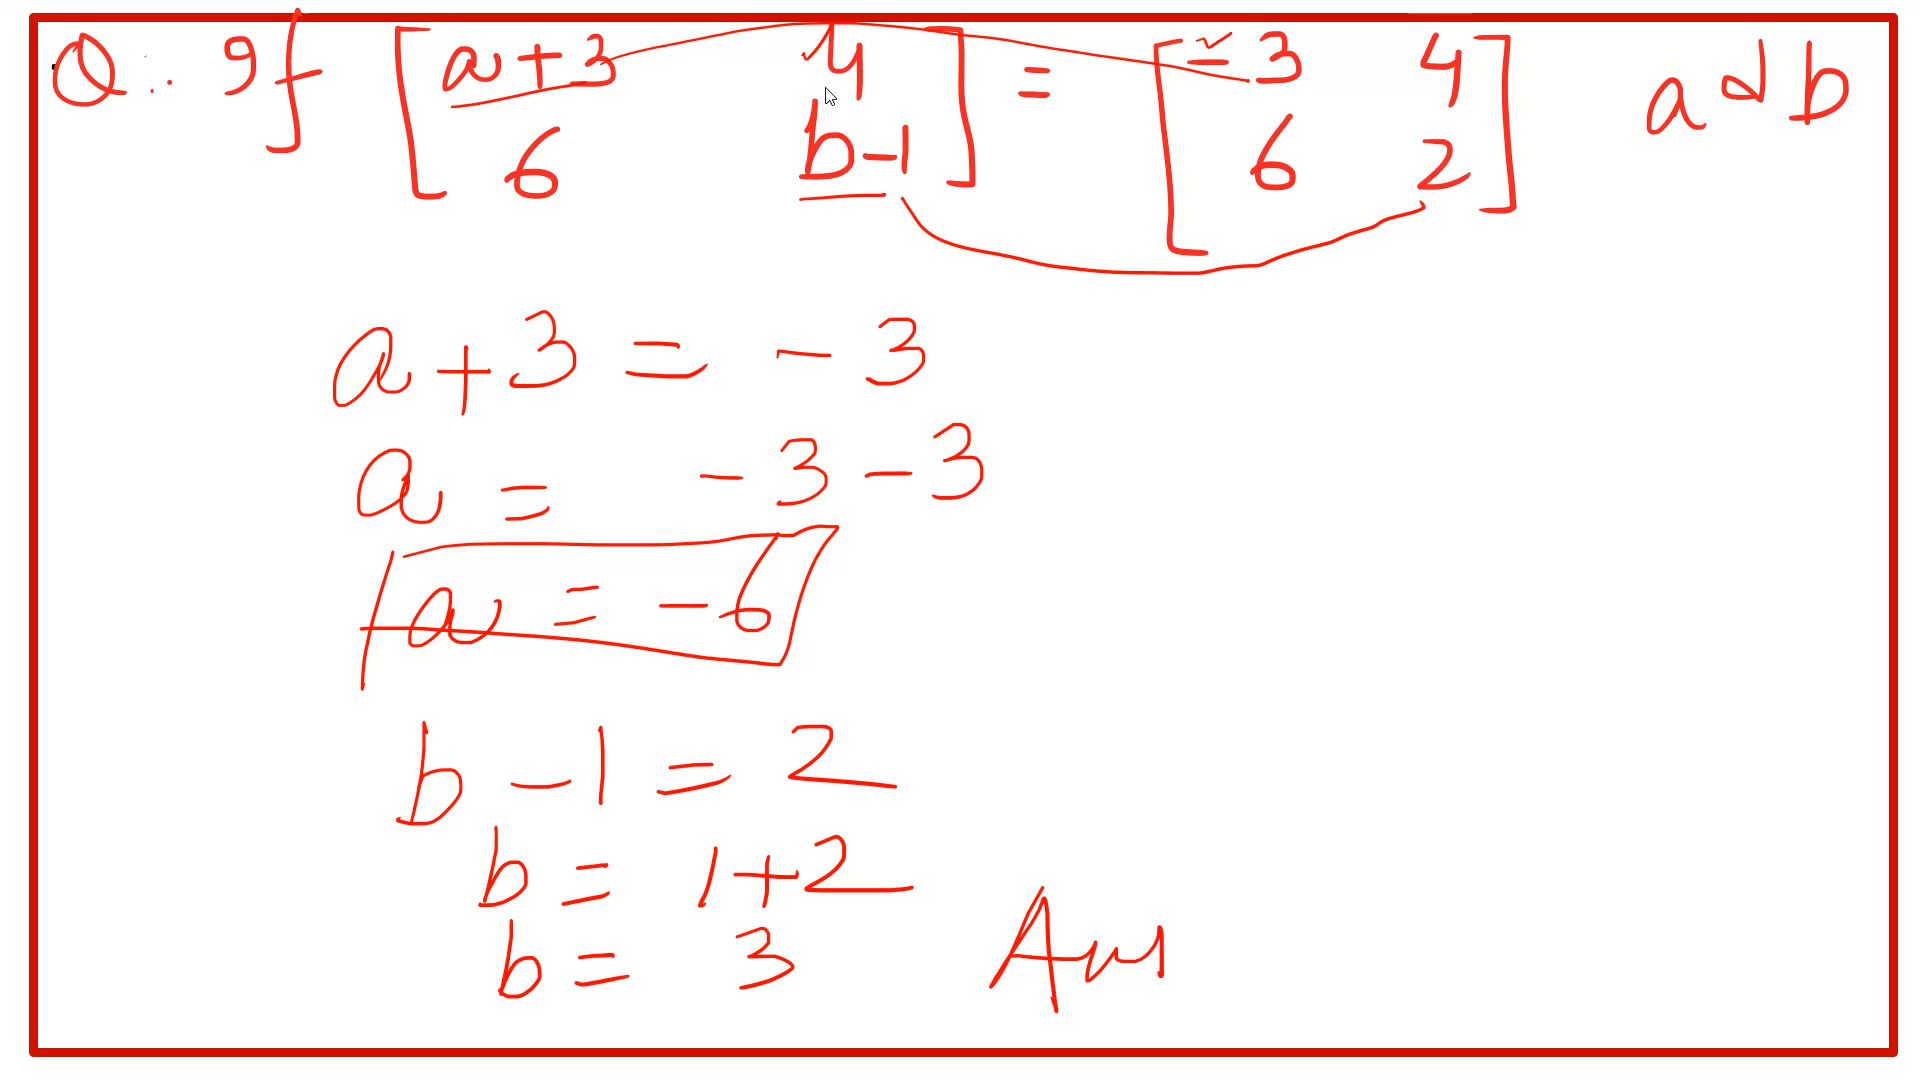 Q:. If [a+3 4] = [-3 4] a & b
[6 b-1] [6 2]
a+3 = -3
a = -3-3
a = -6
b-1 = 2
b = 1+2
b = 3 Ans